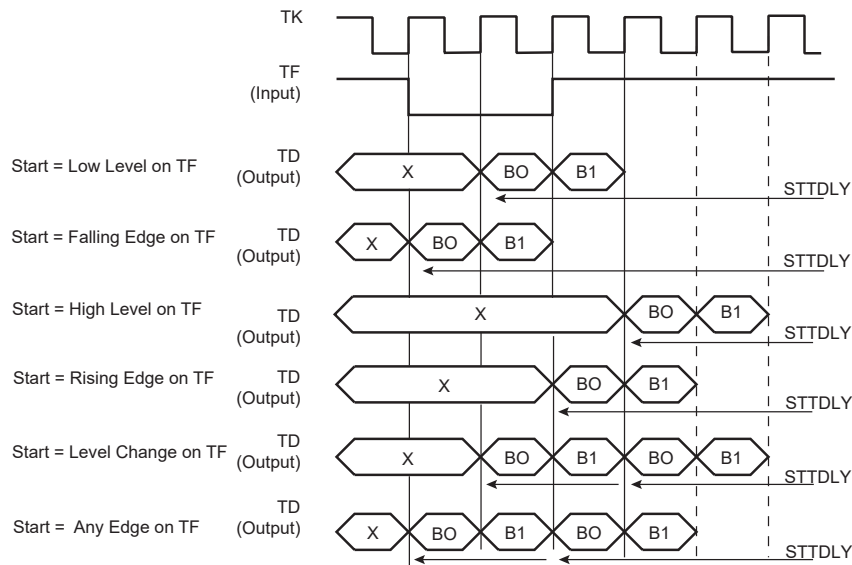 TK
TF
(Input)
Start = Low Level on TF
TD
(Output)
X
BO
B1
STTDLY
Start = Falling Edge on TF
TD
(Output)
X
BO
B1
STTDLY
Start = High Level on TF
TD
(Output)
X
BO
B1
STTDLY
Start = Rising Edge on TF
TD
(Output)
X
BO
B1
STTDLY
Start = Level Change on TF
TD
(Output)
X
BO
B1
BO
B1
STTDLY
Start = Any Edge on TF
TD
(Output)
X
BO
B1
BO
B1
STTDLY